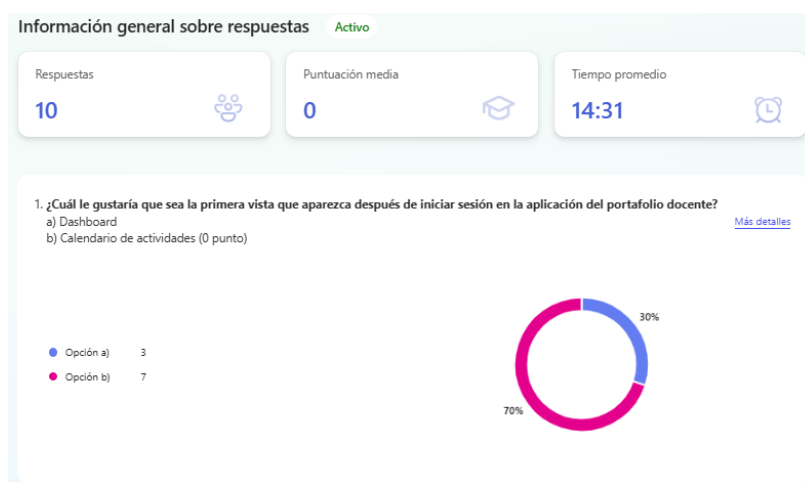 Información general sobre respuestas Activo
Respuestas
10
Puntuación media
0
Tiempo promedio
14:31
1. ¿Cuál le gustaría que sea la primera vista que aparezca después de iniciar sesión en la aplicación del portafolio docente?
a) Dashboard
b) Calendario de actividades (0 punto)
Más detalles
Opción a) 3
Opción b) 7
30%
70%